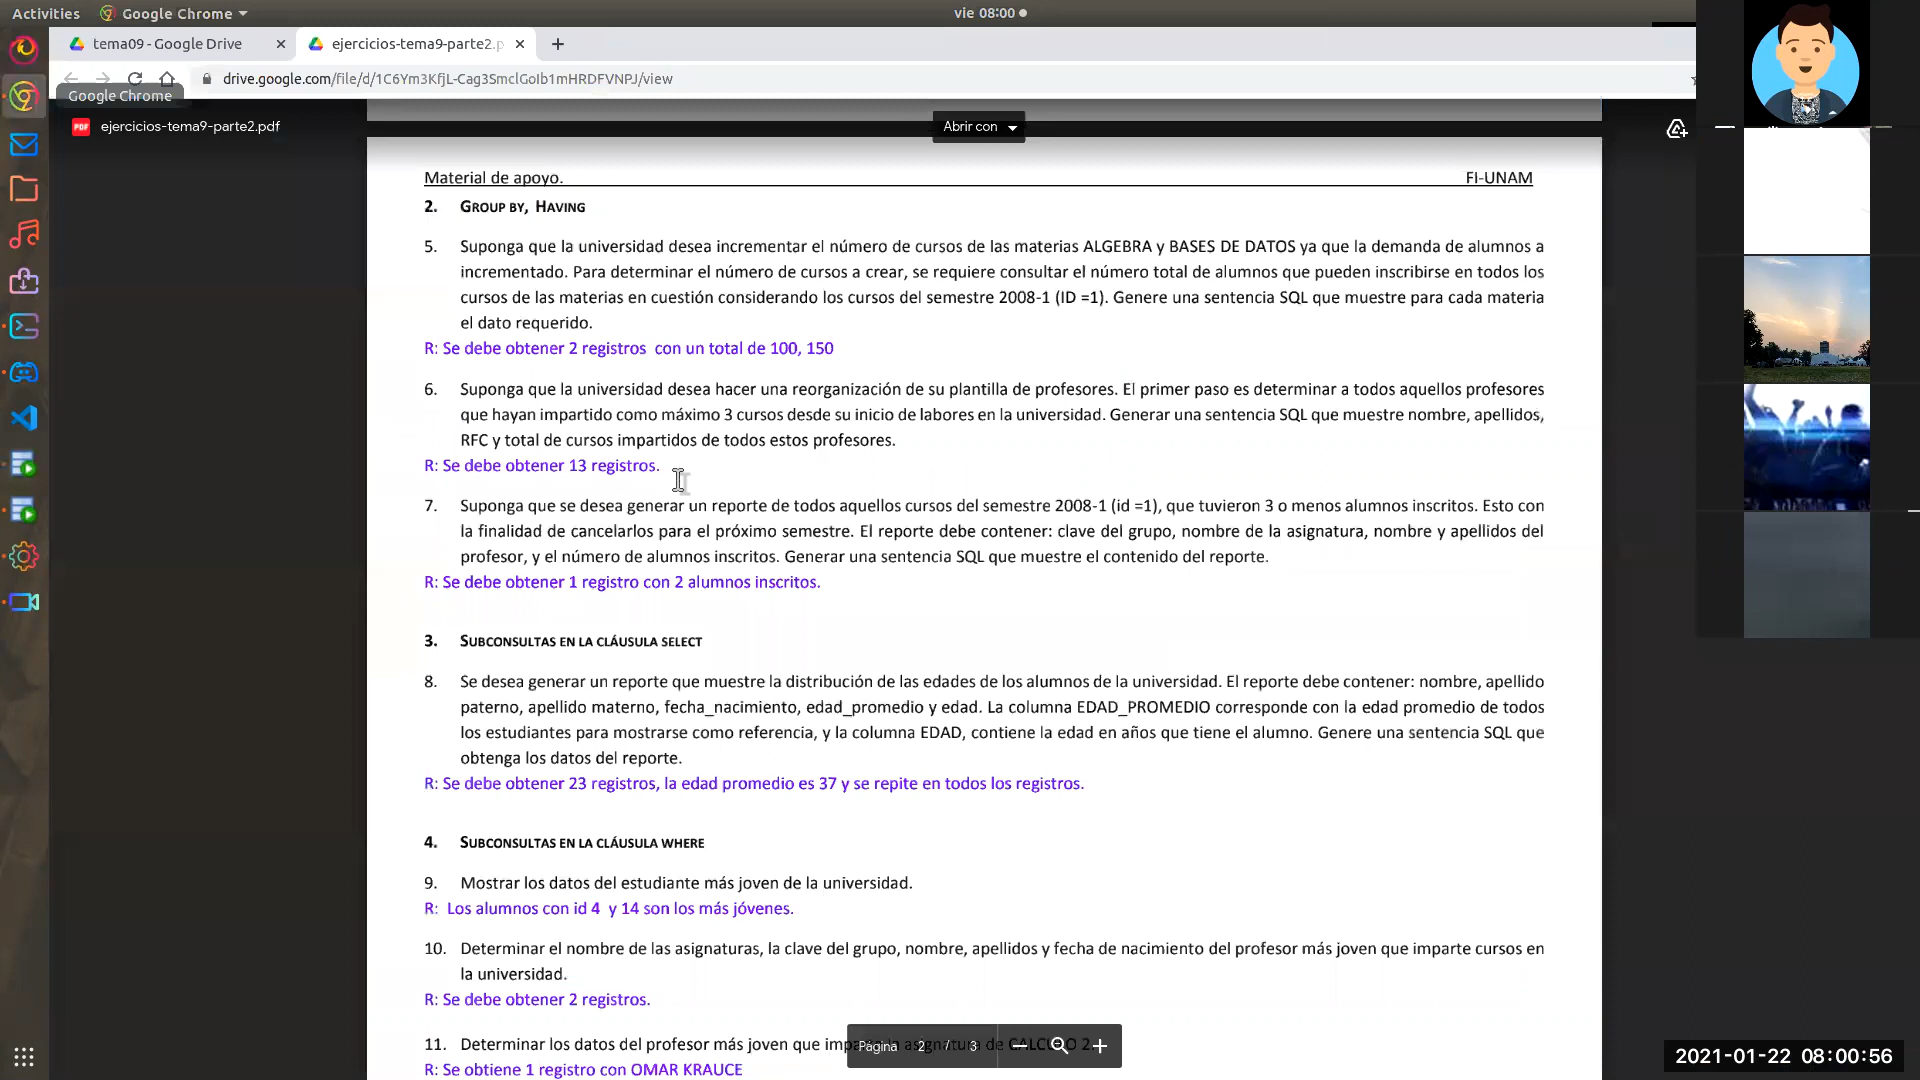 Activities
Google Chrome
vie 08:00
tema09 - Google Drive
ejercicios-tema9-parte2.p
drive.google.com/file/d/1C6Ym3KfjL-Cag3SmclGoIb1mHRDFVNPJ/view
Google Chrome
PDF ejercicios-tema9-parte2.pdf
Abrir con
Material de apoyo. FI-UNAM
2. GROUP BY, HAVING
5. Suponga que la universidad desea incrementar el número de cursos de las materias ALGEBRA y BASES DE DATOS ya que la demanda de alumnos a
incrementado. Para determinar el número de cursos a crear, se requiere consultar el número total de alumnos que pueden inscribirse en todos los
cursos de las materias en cuestión considerando los cursos del semestre 2008-1 (ID =1). Genere una sentencia SQL que muestre para cada materia
el dato requerido.
R: Se debe obtener 2 registros con un total de 100, 150
6. Suponga que la universidad desea hacer una reorganización de su plantilla de profesores. El primer paso es determinar a todos aquellos profesores
que hayan impartido como máximo 3 cursos desde su inicio de labores en la universidad. Generar una sentencia SQL que muestre nombre, apellidos,
RFC y total de cursos impartidos de todos estos profesores.
R: Se debe obtener 13 registros.
7. Suponga que se desea generar un reporte de todos aquellos cursos del semestre 2008-1 (id =1), que tuvieron 3 o menos alumnos inscritos. Esto con
la finalidad de cancelarlos para el próximo semestre. El reporte debe contener: clave del grupo, nombre de la asignatura, nombre y apellidos del
profesor, y el número de alumnos inscritos. Generar una sentencia SQL que muestre el contenido del reporte.
R: Se debe obtener 1 registro con 2 alumnos inscritos.
3. SUBCONSULTAS EN LA CLÁUSULA SELECT
8. Se desea generar un reporte que muestre la distribución de las edades de los alumnos de la universidad. El reporte debe contener: nombre, apellido
paterno, apellido materno, fecha_nacimiento, edad_promedio y edad. La columna EDAD_PROMEDIO corresponde con la edad promedio de todos
los estudiantes para mostrarse como referencia, y la columna EDAD, contiene la edad en años que tiene el alumno. Genere una sentencia SQL que
obtenga los datos del reporte.
R: Se debe obtener 23 registros, la edad promedio es 37 y se repite en todos los registros.
4. SUBCONSULTAS EN LA CLÁUSULA WHERE
9. Mostrar los datos del estudiante más joven de la universidad.
R: Los alumnos con id 4 y 14 son los más jóvenes.
10. Determinar el nombre de las asignaturas, la clave del grupo, nombre, apellidos y fecha de nacimiento del profesor más joven que imparte cursos en
la universidad.
R: Se debe obtener 2 registros.
11. Determinar los datos del profesor más joven que
Página 2 / 3
R: Se obtiene 1 registro con OMAR KRAUCE
2021-01-22 08:00:56